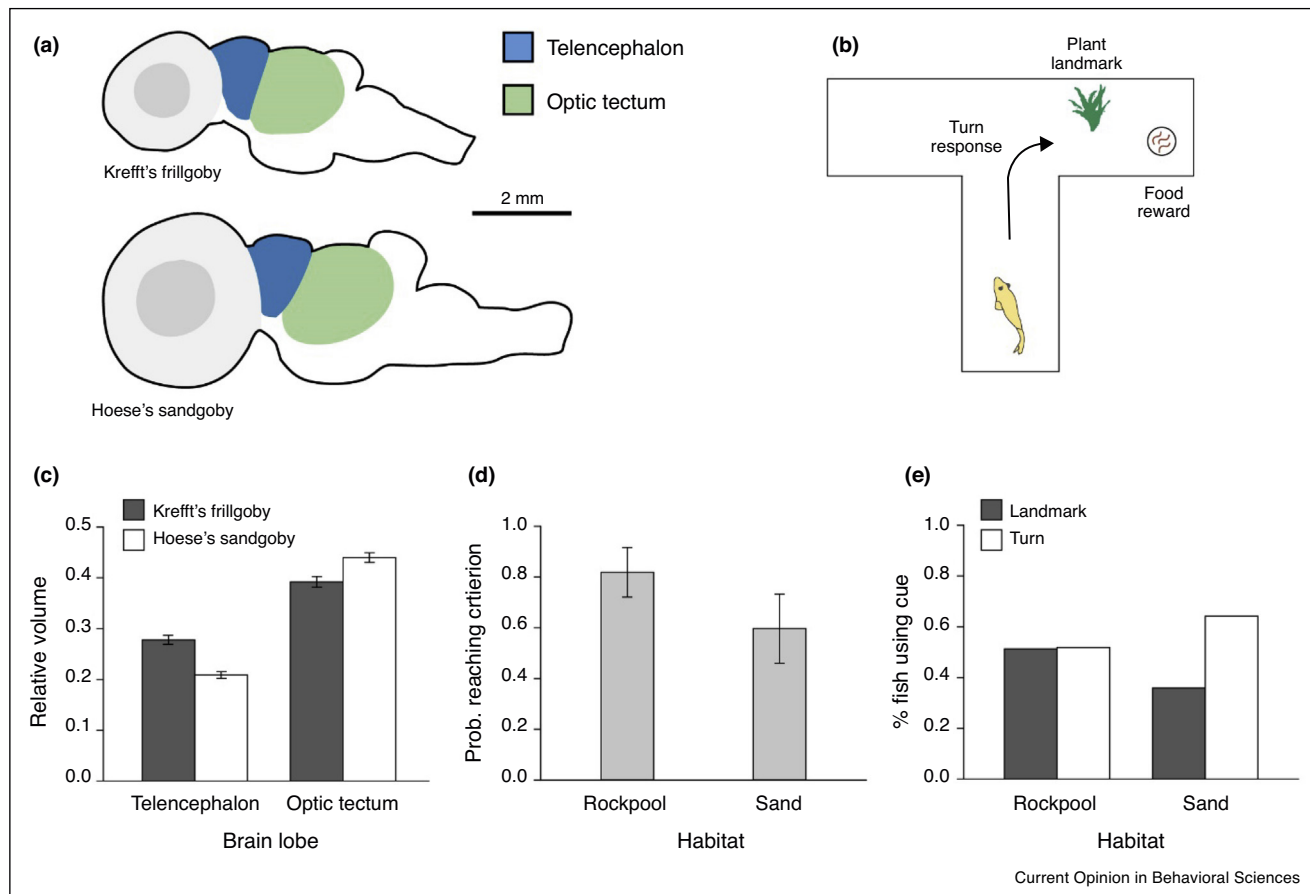 (a)
Telencephalon
Optic tectum
Krefft's frillgoby
2 mm
Hoese's sandgoby
(b)
Plant
landmark
Turn
response
Food
reward
(c)
Krefft's frillgoby
Hoese's sandgoby
0.5
0.4
0.3
0.2
0.1
0.0
Relative volume
Telencephalon
Optic tectum
Brain lobe
(d)
1.0
0.8
0.6
0.4
0.2
0.0
Prob. reaching crterion
Rockpool
Sand
Habitat
(e)
Landmark
Turn
1.0
0.8
0.6
0.4
0.2
0.0
% fish using cue
Rockpool
Sand
Habitat
Current Opinion in Behavioral Sciences